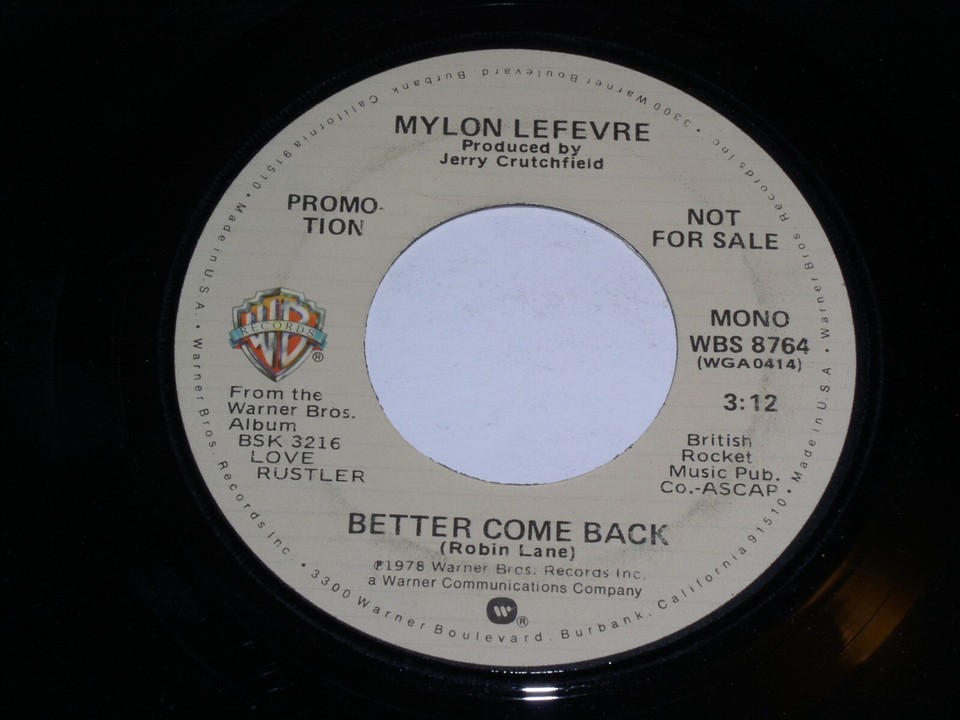 MYLON LEFEVRE
Produced by
Jerry Crutchfield
PROMO-
TION
NOT
FOR SALE
WB
RECORDS
®
MONO
WBS 8764
(WGA0414)
3:12
From the
Warner Bros.
Album
BSK 3216
LOVE
RUSTLER
British
Rocket
Music Pub.
Co.-ASCAP
BETTER COME BACK
(Robin Lane)
℗1978 Warner Bros. Records Inc.
a Warner Communications Company
®
Warner Bros. Records Inc. • 3300 Warner Boulevard, Burbank, California 91510 • Made in U.S.A. • Warner Bros. Records Inc. • 3300 Warner Boulevard, Burbank, California 91510 • Made in U.S.A. •